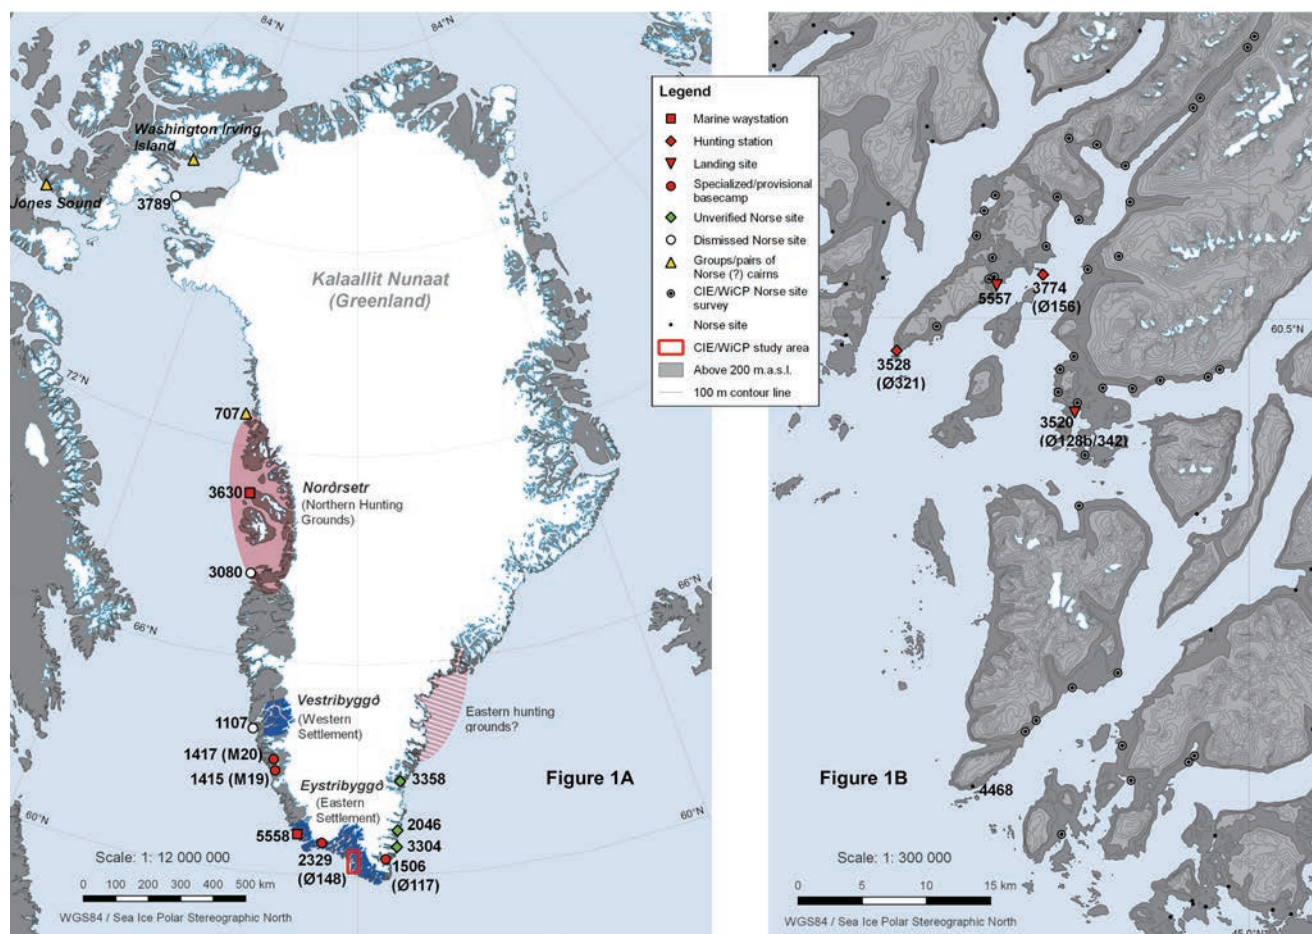 84°N
84°N
Washington Irving
Island
Jones Sound
3789
Kalaallit Nunaat
(Greenland)
72°N
707
3630
Norðrsetr
(Northern Hunting
Grounds)
3080
66°N
66°N
Vestribyggð
(Western
Settlement)
1107
Eastern hunting
grounds?
1417 (M20)
1415 (M19)
Eystribyggð
(Eastern
Settlement)
3358
Figure 1A
60°N
60°N
5558
2046
3304
2329
(Ø148)
1506
(Ø117)
Scale: 1: 12 000 000
0 100 200 300 400 500 km
WGS84 / Sea Ice Polar Stereographic North
Legend
Marine waystation
Hunting station
Landing site
Specialized/provisional
basecamp
Unverified Norse site
Dismissed Norse site
Groups/pairs of
Norse (?) cairns
CIE/WiCP Norse site
survey
Norse site
CIE/WiCP study area
Above 200 m.a.s.l.
100 m contour line
5557
3774
(Ø156)
60.5°N
3528
(Ø321)
3520
(Ø128b/342)
Figure 1B
4468
Scale: 1: 300 000
0 5 10 15 km
WGS84 / Sea Ice Polar Stereographic North
45.0°W